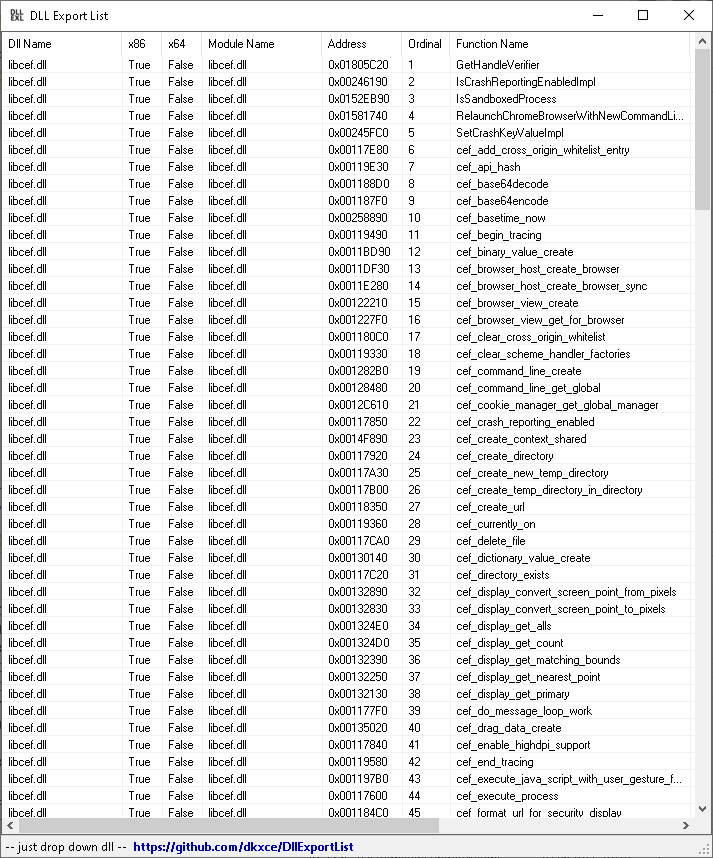 DLL Export List
Dll Name x86 x64 Module Name Address Ordinal Function Name
libcef.dll True False libcef.dll 0x01805C20 1 GetHandleVerifier
libcef.dll True False libcef.dll 0x00246190 2 IsCrashReportingEnabledImpl
libcef.dll True False libcef.dll 0x0152EB90 3 IsSandboxedProcess
libcef.dll True False libcef.dll 0x01581740 4 RelaunchChromeBrowserWithNewCommandLi...
libcef.dll True False libcef.dll 0x00245FC0 5 SetCrashKeyValueImpl
libcef.dll True False libcef.dll 0x00117E80 6 cef_add_cross_origin_whitelist_entry
libcef.dll True False libcef.dll 0x00119E30 7 cef_api_hash
libcef.dll True False libcef.dll 0x001188D0 8 cef_base64decode
libcef.dll True False libcef.dll 0x001187F0 9 cef_base64encode
libcef.dll True False libcef.dll 0x00258890 10 cef_basetime_now
libcef.dll True False libcef.dll 0x00119490 11 cef_begin_tracing
libcef.dll True False libcef.dll 0x0011BD90 12 cef_binary_value_create
libcef.dll True False libcef.dll 0x0011DF30 13 cef_browser_host_create_browser
libcef.dll True False libcef.dll 0x0011E280 14 cef_browser_host_create_browser_sync
libcef.dll True False libcef.dll 0x00122210 15 cef_browser_view_create
libcef.dll True False libcef.dll 0x001227F0 16 cef_browser_view_get_for_browser
libcef.dll True False libcef.dll 0x001180C0 17 cef_clear_cross_origin_whitelist
libcef.dll True False libcef.dll 0x00119330 18 cef_clear_scheme_handler_factories
libcef.dll True False libcef.dll 0x001282B0 19 cef_command_line_create
libcef.dll True False libcef.dll 0x00128480 20 cef_command_line_get_global
libcef.dll True False libcef.dll 0x0012C610 21 cef_cookie_manager_get_global_manager
libcef.dll True False libcef.dll 0x00117850 22 cef_crash_reporting_enabled
libcef.dll True False libcef.dll 0x0014F890 23 cef_create_context_shared
libcef.dll True False libcef.dll 0x00117920 24 cef_create_directory
libcef.dll True False libcef.dll 0x00117A30 25 cef_create_new_temp_directory
libcef.dll True False libcef.dll 0x00117B00 26 cef_create_temp_directory_in_directory
libcef.dll True False libcef.dll 0x00118350 27 cef_create_url
libcef.dll True False libcef.dll 0x00119360 28 cef_currently_on
libcef.dll True False libcef.dll 0x00117CA0 29 cef_delete_file
libcef.dll True False libcef.dll 0x00130140 30 cef_dictionary_value_create
libcef.dll True False libcef.dll 0x00117C20 31 cef_directory_exists
libcef.dll True False libcef.dll 0x00132890 32 cef_display_convert_screen_point_from_pixels
libcef.dll True False libcef.dll 0x00132830 33 cef_display_convert_screen_point_to_pixels
libcef.dll True False libcef.dll 0x001324E0 34 cef_display_get_alls
libcef.dll True False libcef.dll 0x001324D0 35 cef_display_get_count
libcef.dll True False libcef.dll 0x00132390 36 cef_display_get_matching_bounds
libcef.dll True False libcef.dll 0x00132250 37 cef_display_get_nearest_point
libcef.dll True False libcef.dll 0x00132130 38 cef_display_get_primary
libcef.dll True False libcef.dll 0x001177F0 39 cef_do_message_loop_work
libcef.dll True False libcef.dll 0x00135020 40 cef_drag_data_create
libcef.dll True False libcef.dll 0x00117840 41 cef_enable_highdpi_support
libcef.dll True False libcef.dll 0x00119580 42 cef_end_tracing
libcef.dll True False libcef.dll 0x001197B0 43 cef_execute_java_script_with_user_gesture_f...
libcef.dll True False libcef.dll 0x00117600 44 cef_execute_process
libcef.dll True False libcef.dll 0x001184C0 45 cef_format_url_for_security_display
-- just drop down dll -- https://github.com/dkxce/DllExportList